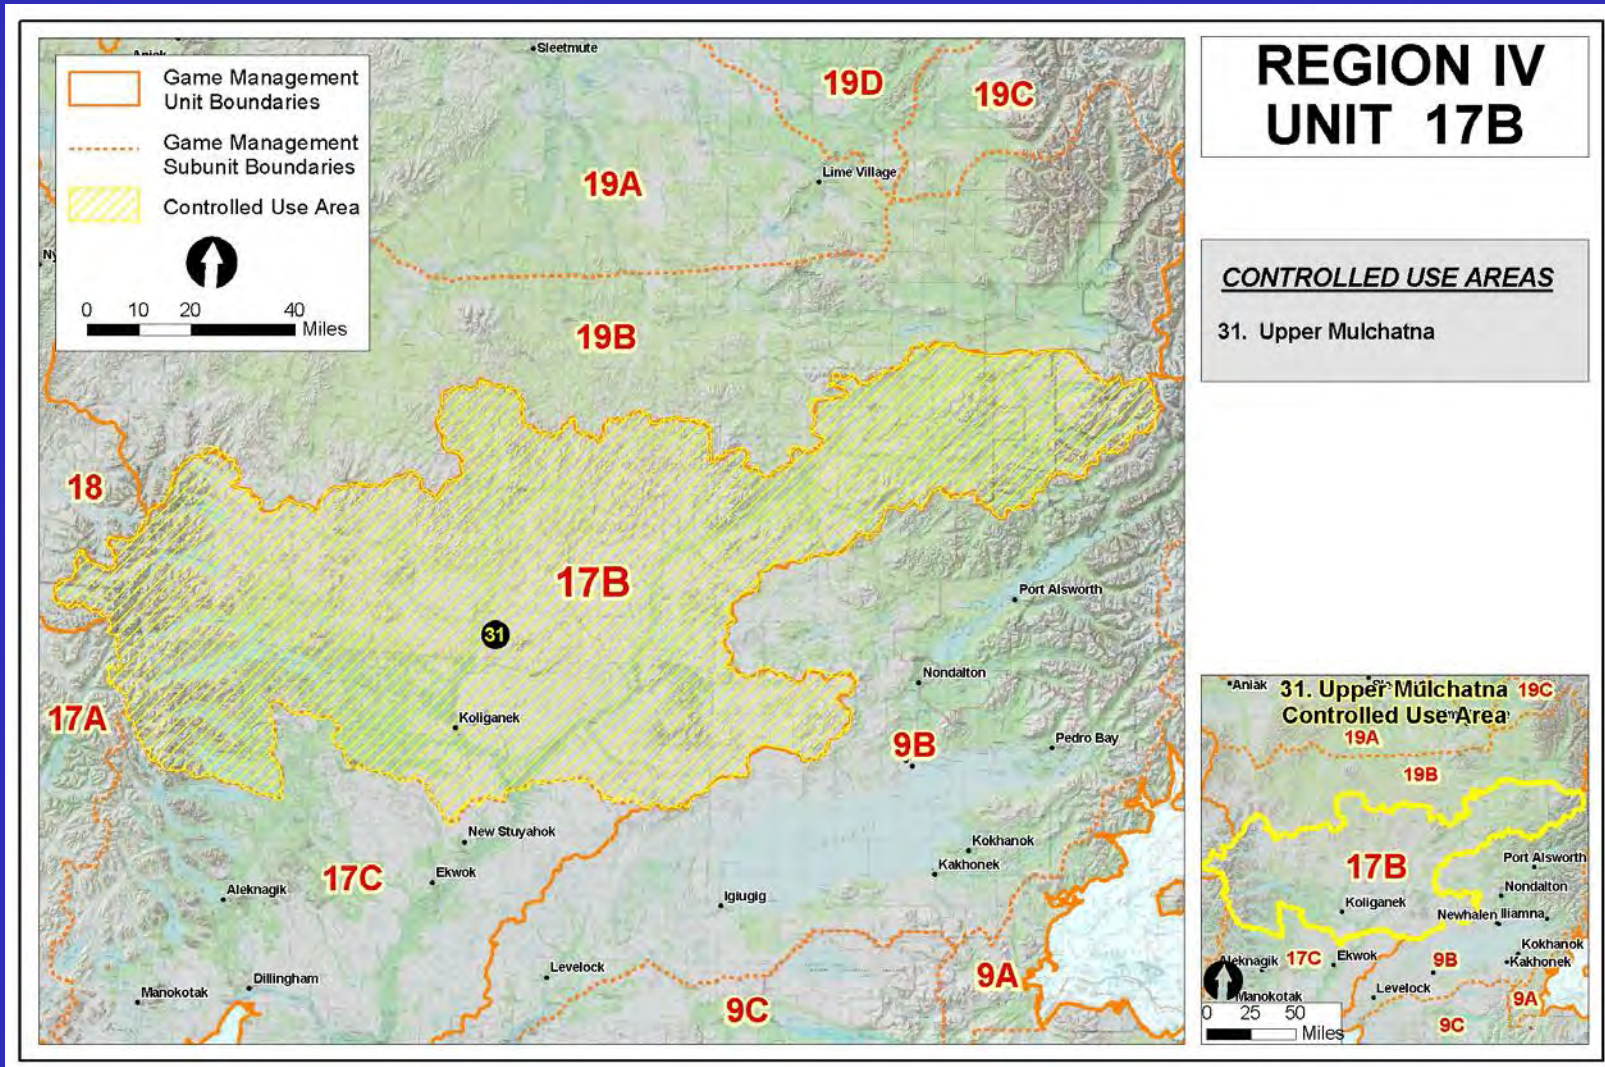 Aniak
Sleetmute
Game Management
Unit Boundaries
Game Management
Subunit Boundaries
Controlled Use Area
0 10 20 40
Miles
19D
19C
19A
Lime Village
Ny
19B
18
17B
31
Port Alsworth
Nondalton
17A
Koliganek
9B
Pedro Bay
New Stuyahok
Kokhanok
Kakhonek
17C
Ekwok
Aleknagik
Igiugig
Levelock
9A
Dillingham
Manokotak
9C
REGION IV
UNIT 17B
CONTROLLED USE AREAS
31. Upper Mulchatna
Aniak
31. Upper Mulchatna
Controlled Use Area
19C
19A
19B
17B
Port Alsworth
Nondalton
Koliganek
Newhalen Iliamna
Kokhanok
Kakhonek
Aleknagik
17C
Ekwok
9B
Levelock
Manokotak
9A
9C
0 25 50
Miles